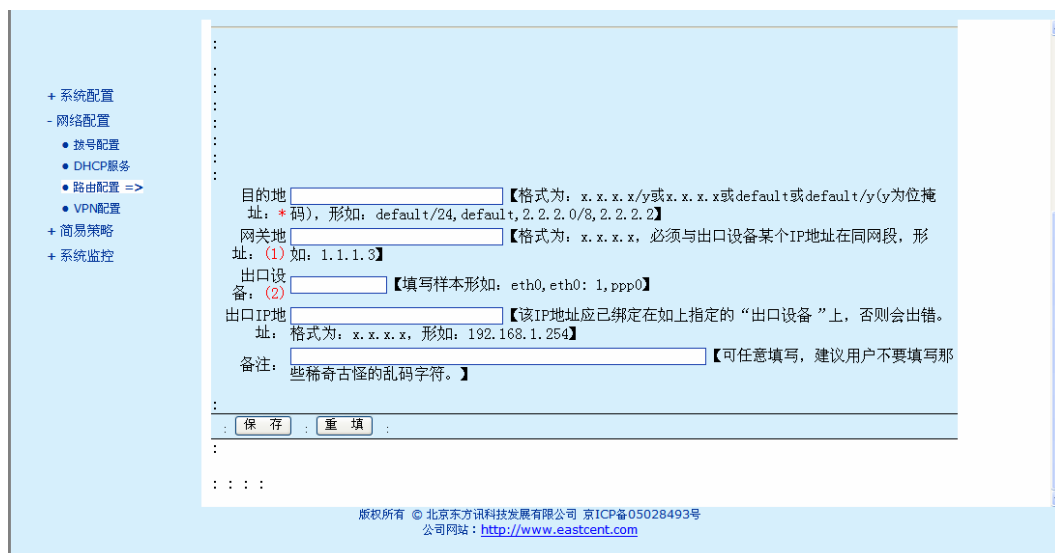 :
:
:
:
:
:
:
:
+ 系统配置
- 网络配置
● 拨号配置
● DHCP服务
● 路由配置 =>
● VPN配置
+ 简易策略
+ 系统监控
目的地 【格式为: x.x.x.x/y或x.x.x.x或default或default/y(y为位掩
址: *码), 形如: default/24,default,2.2.2.0/8,2.2.2.2】
网关地 【格式为: x.x.x.x, 必须与出口设备某个IP地址在同网段, 形
址: (1) 如: 1.1.1.3】
出口设 【填写样本形如: eth0,eth0: 1,ppp0】
备: (2)
出口IP地 【该IP地址应已绑定在如上指定的“出口设备 ”上, 否则会出错。
址: 格式为: x.x.x.x, 形如: 192.168.1.254】
备注: 【可任意填写, 建议用户不要填写那
些稀奇古怪的乱码字符。】
:
: 保 存 : 重 填 :
:
: : : :
版权所有 © 北京东方讯科技发展有限公司 京ICP备05028493号
公司网站：http://www.eastcent.com